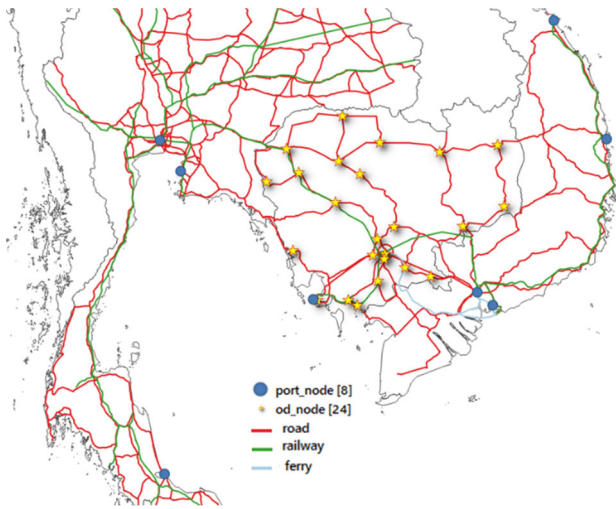 port_node [8]
od_node [24]
road
railway
ferry